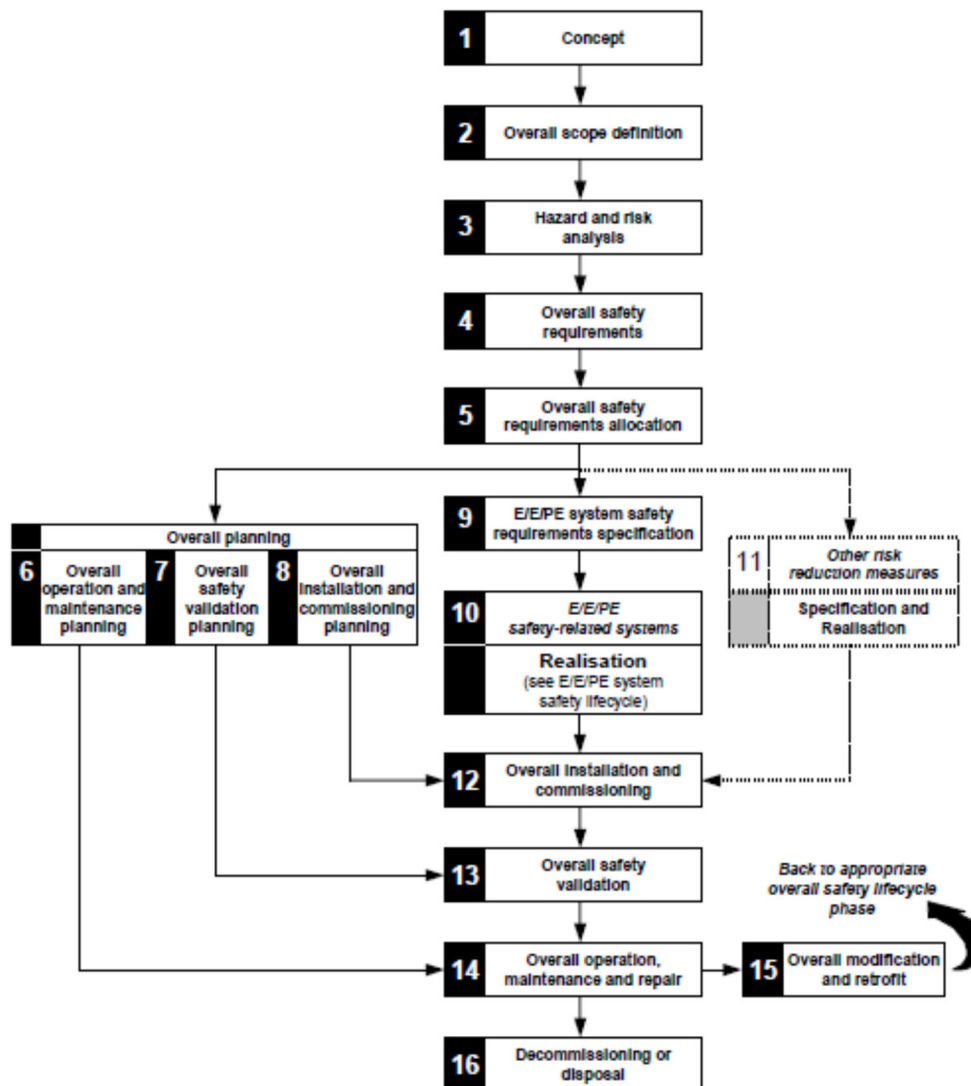 1
Concept
2
Overall scope definition
3
Hazard and risk
analysis
4
Overall safety
requirements
5
Overall safety
requirements allocation
Overall planning
6
Overall
operation and
maintenance
planning
7
Overall
safety
validation
planning
8
Overall
installation and
commissioning
planning
9
E/E/PE system safety
requirements specification
10
E/E/PE
safety-related systems
Realisation
(see E/E/PE system
safety lifecycle)
11
Other risk
reduction measures
Specification and
Realisation
12
Overall installation and
commissioning
13
Overall safety
validation
Back to appropriate
overall safety lifecycle
phase
14
Overall operation,
maintenance and repair
15
Overall modification
and retrofit
16
Decommissioning or
disposal